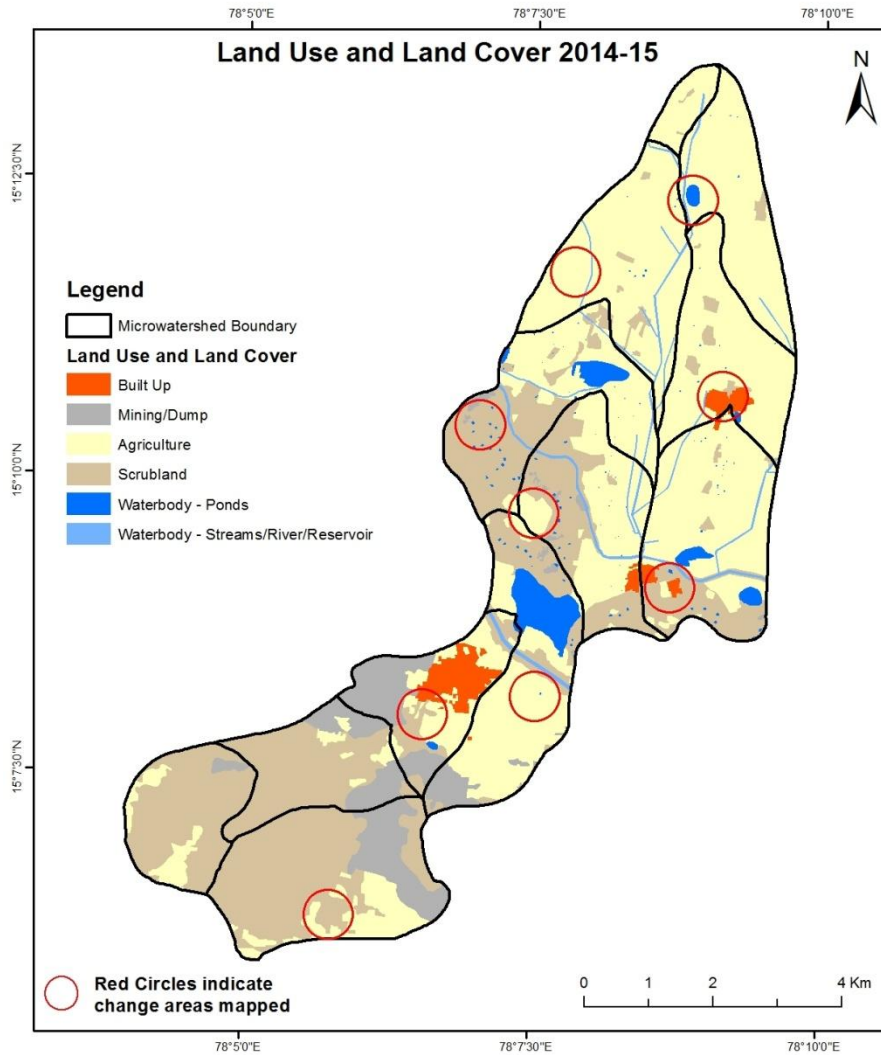 78°5'0"E 78°7'30"E 78°10'0"E
Land Use and Land Cover 2014-15
N
15°12'30"N
Legend
Microwatershed Boundary
Land Use and Land Cover
Built Up
Mining/Dump
Agriculture
Scrubland
Waterbody - Ponds
Waterbody - Streams/River/Reservoir
15°10'0"N
15°7'30"N
Red Circles indicate
change areas mapped
0 1 2 4 Km
78°5'0"E 78°7'30"E 78°10'0"E